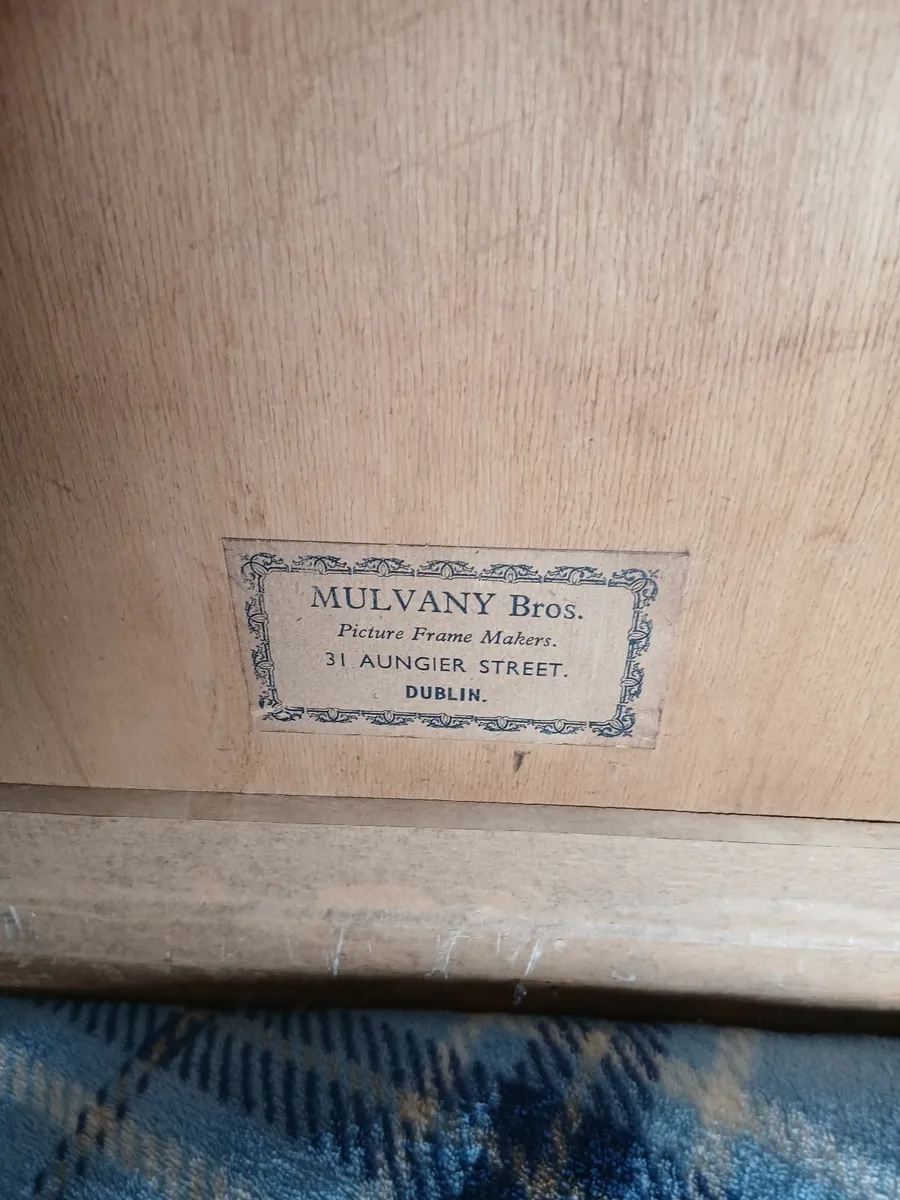 MULVANY Bros.
Picture Frame Makers.
31 AUNGIER STREET.
DUBLIN.